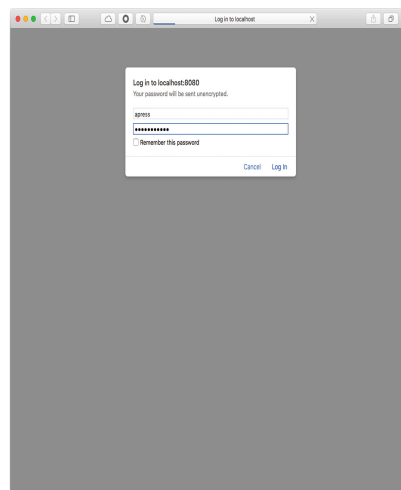 Log in to localhost
Log in to localhost:8080
Your password will be sent unencrypted.
apress
●●●●●●●●●●●
Remember this password
Cancel Log In